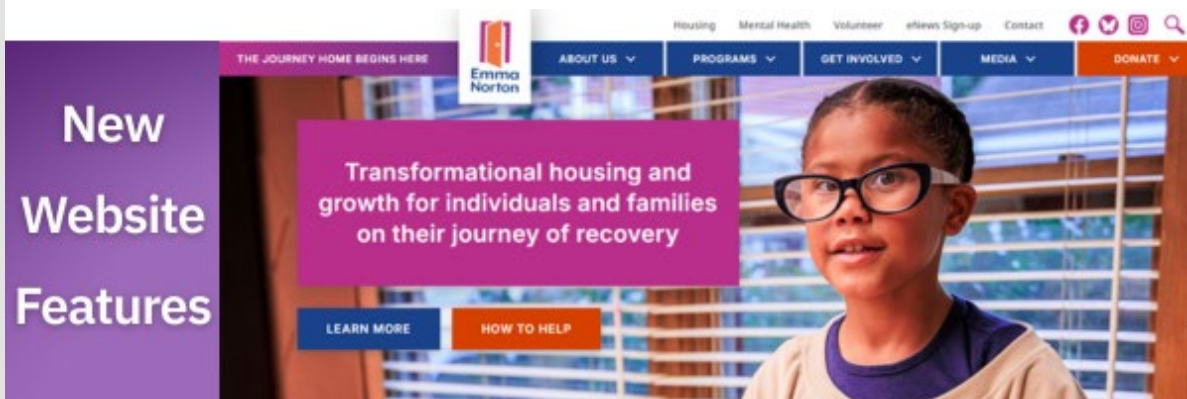 New
Website
Features
Housing Mental Health Volunteer eNews Sign-up Contact
THE JOURNEY HOME BEGINS HERE
Emma
Norton
ABOUT US PROGRAMS GET INVOLVED MEDIA DONATE
Transformational housing and
growth for individuals and families
on their journey of recovery
LEARN MORE HOW TO HELP